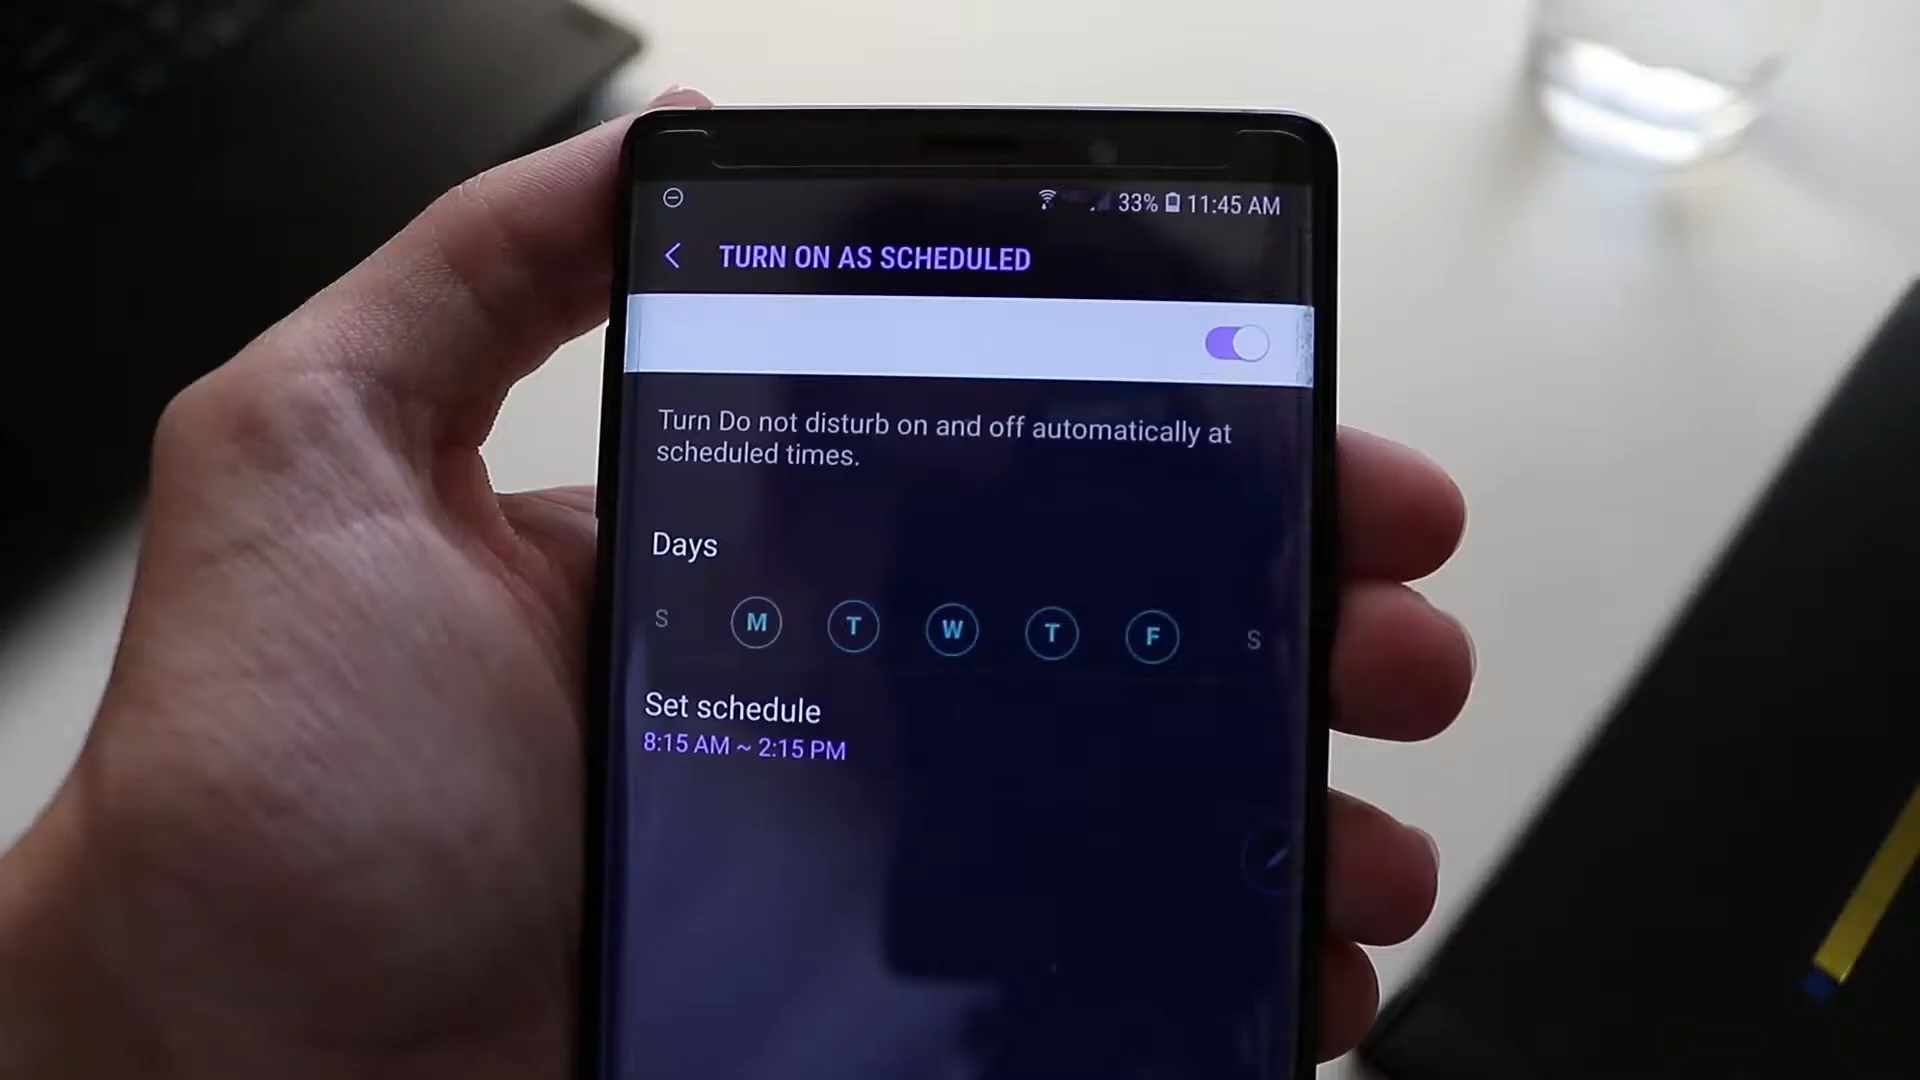 33% 11:45 AM
TURN ON AS SCHEDULED
Turn Do not disturb on and off automatically at
scheduled times.
Days
S M T W T F S
Set schedule
8:15 AM ~ 2:15 PM